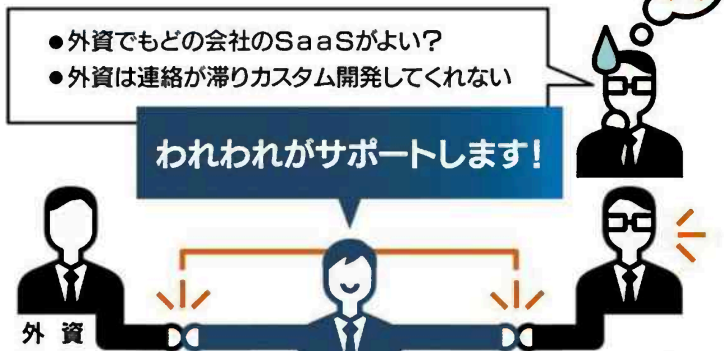 ●外資でもどの会社のSaaSがよい?
●外資は連絡が滞りカスタム開発してくれない
われわれがサポートします!
外 資